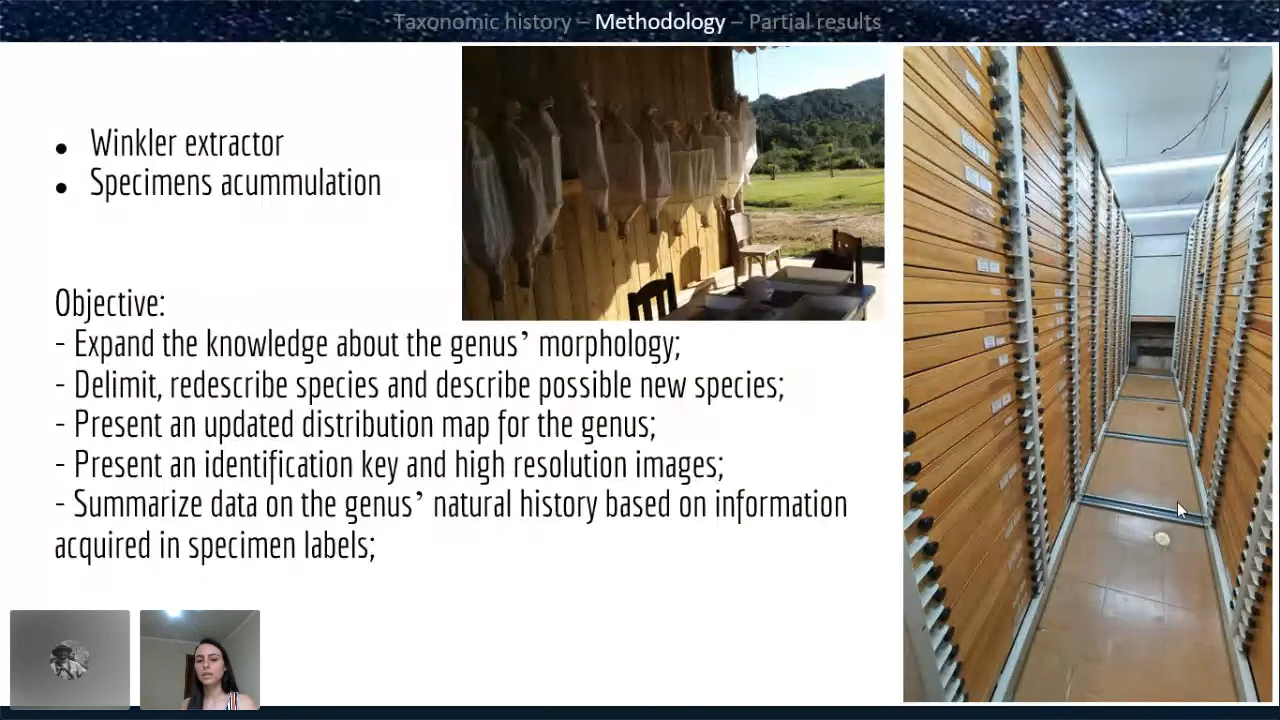 Taxonomic history – Methodology – Partial results
● Winkler extractor
● Specimens acummulation
Objective:
- Expand the knowledge about the genus’ morphology;
- Delimit, redescribe species and describe possible new species;
- Present an updated distribution map for the genus;
- Present an identification key and high resolution images;
- Summarize data on the genus’ natural history based on information
acquired in specimen labels;